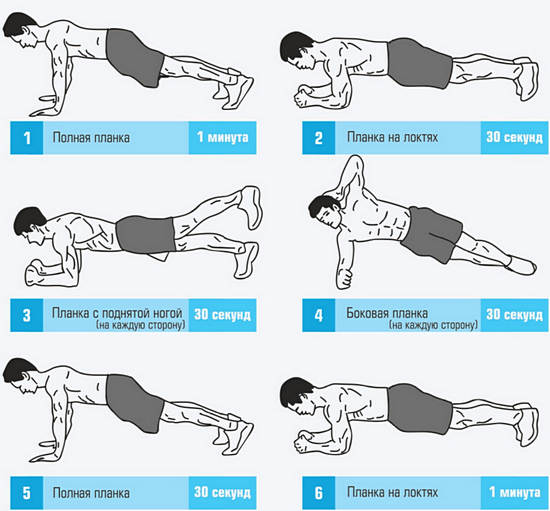 1 Полная планка 1 минута
2 Планка на локтях 30 секунд
3 Планка с поднятой ногой 30 секунд
(на каждую сторону)
4 Боковая планка 30 секунд
(на каждую сторону)
5 Полная планка 30 секунд
6 Планка на локтях 1 минута